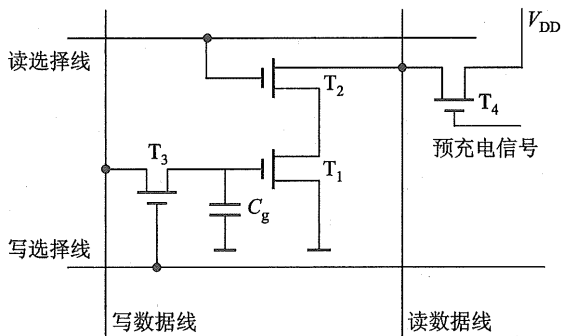 V_DD
读选择线
T₂
T₄
预充电信号
T₃
T₁
C_g
写选择线
写数据线
读数据线